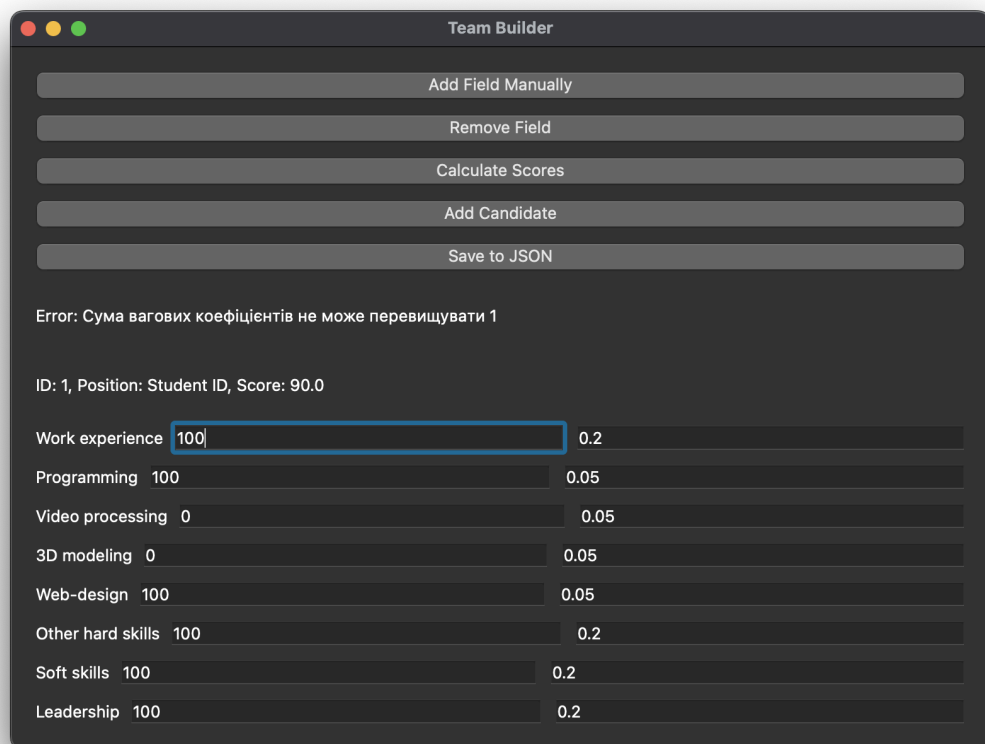 Team Builder
Add Field Manually
Remove Field
Calculate Scores
Add Candidate
Save to JSON
Error: Сума вагових коефіцієнтів не може перевищувати 1
ID: 1, Position: Student ID, Score: 90.0
Work experience 100 0.2
Programming 100 0.05
Video processing 0 0.05
3D modeling 0 0.05
Web-design 100 0.05
Other hard skills 100 0.2
Soft skills 100 0.2
Leadership 100 0.2